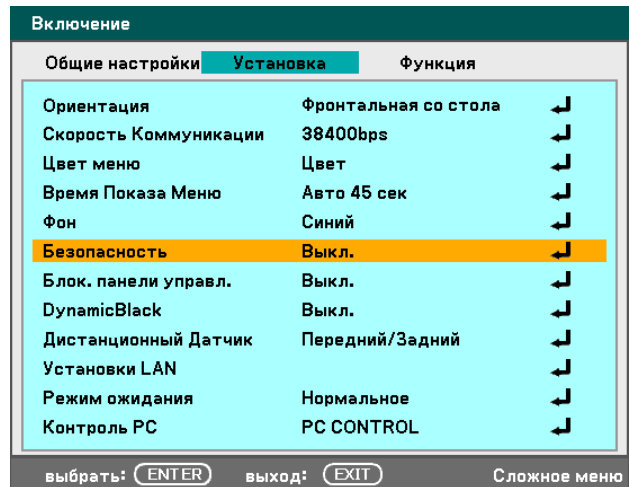 Включение
Общие настройки Установка Функция
Ориентация Фронтальная со стола
Скорость Коммуникации 38400bps
Цвет меню Цвет
Время Показа Меню Авто 45 сек
Фон Синий
Безопасность Выкл.
Блок. панели управл. Выкл.
DynamicBlack Выкл.
Дистанционный Датчик Передний/Задний
Установки LAN
Режим ожидания Нормальное
Контроль PC PC CONTROL
выбрать: ENTER выход: EXIT Сложное меню